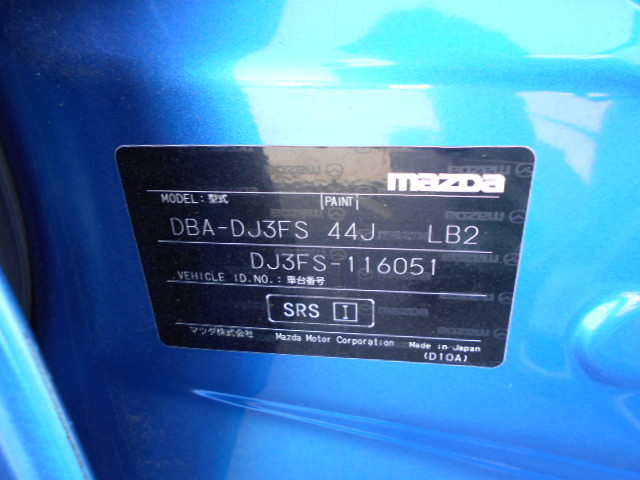 mazda
MODEL: 型式 PAINT
DBA-DJ3FS 44J LB2
DJ3FS-116051
VEHICLE ID.NO.: 車台番号
SRS I
マツダ株式会社 Mazda Motor Corporation Made in Japan
(D10A)